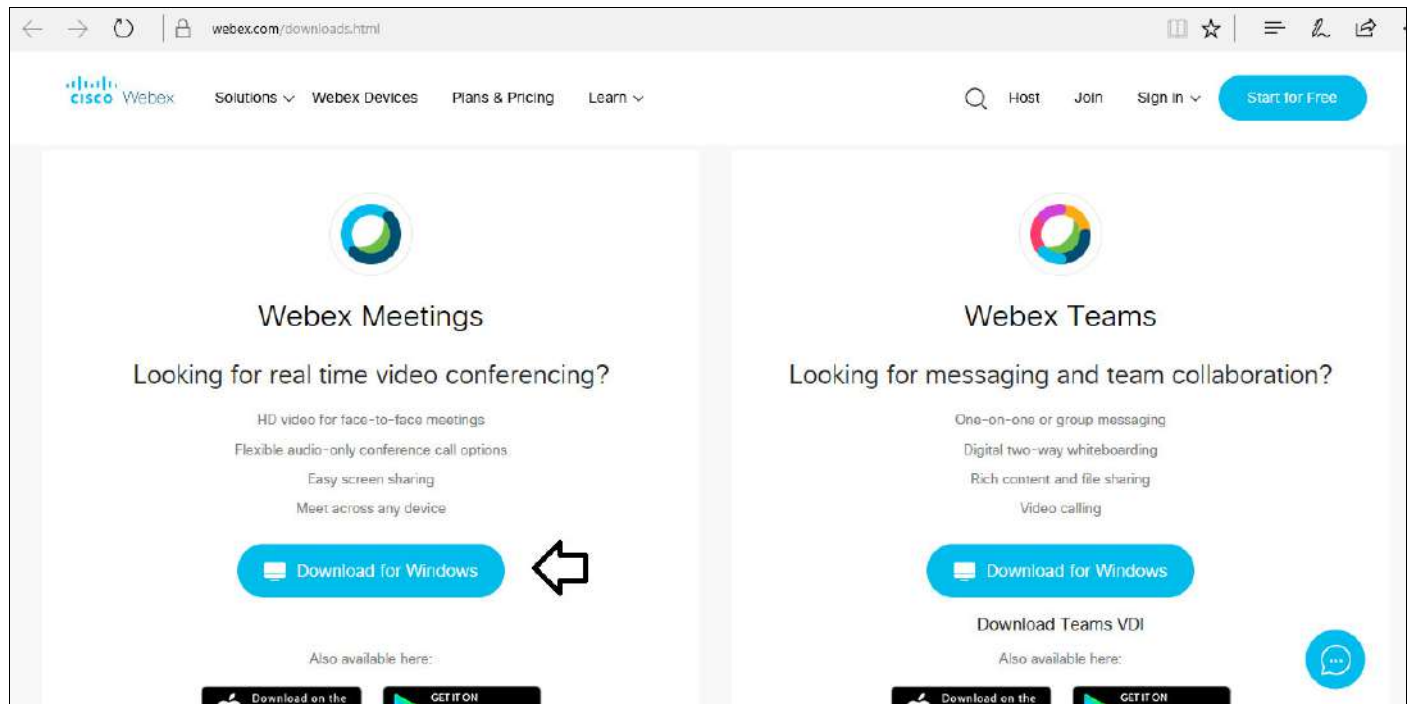 webex.com/downloads.html
CISCO Webex Solutions Webex Devices Plans & Pricing Learn Host Join Sign in Start for Free
Webex Meetings
Looking for real time video conferencing?
HD video for face-to-face meetings
Flexible audio-only conference call options
Easy screen sharing
Meet across any device
Download for Windows
Also available here:
Download on the
GET IT ON
Webex Teams
Looking for messaging and team collaboration?
One-on-one or group messaging
Digital two-way whiteboarding
Rich content and file sharing
Video calling
Download for Windows
Download Teams VDI
Also available here:
Download on the
GET IT ON